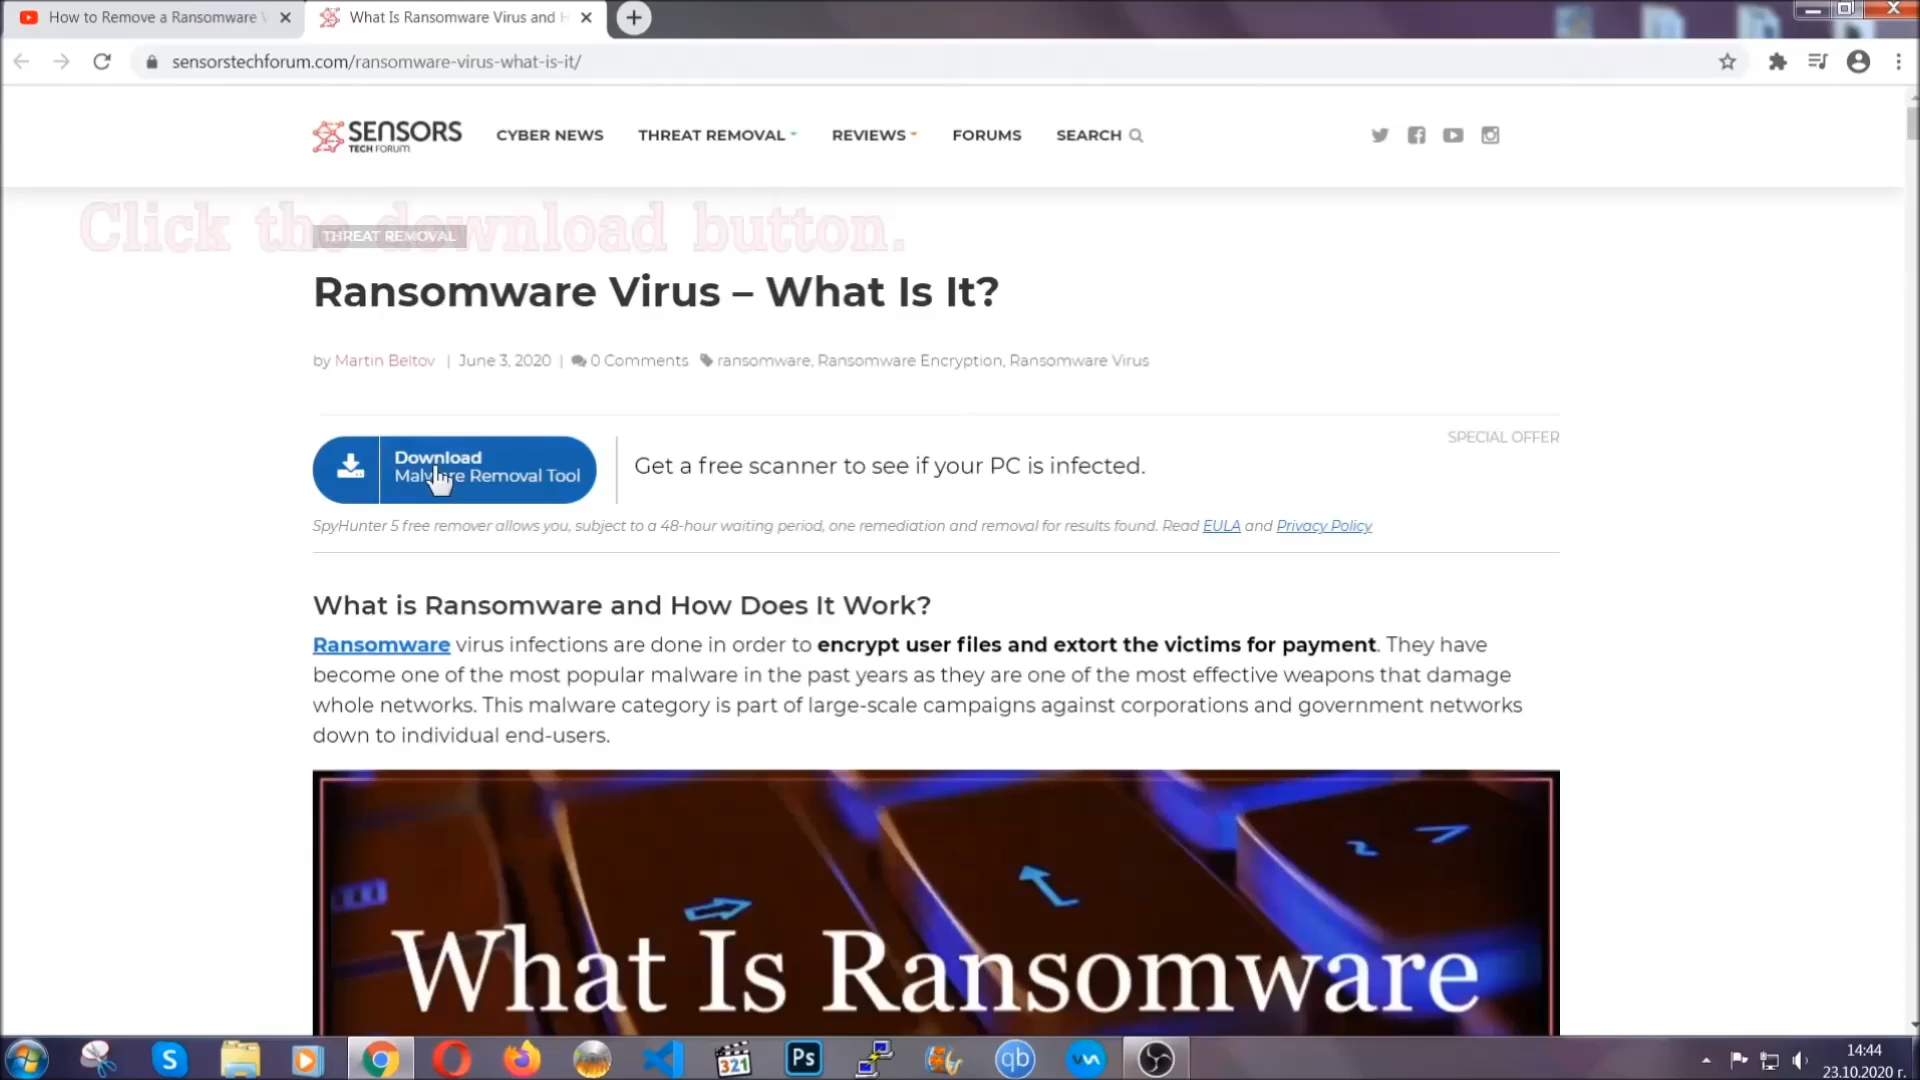 How to Remove a Ransomware
What Is Ransomware Virus and
sensorstechforum.com/ransomware-virus-what-is-it/
SENSORS
TECH FORUM
CYBER NEWS
THREAT REMOVAL
REVIEWS
FORUMS
SEARCH
Click the download button.
THREAT REMOVAL
Ransomware Virus – What Is It?
by Martin Beltov | June 3, 2020 | 0 Comments ransomware, Ransomware Encryption, Ransomware Virus
SPECIAL OFFER
Download
Malware Removal Tool
Get a free scanner to see if your PC is infected.
SpyHunter 5 free remover allows you, subject to a 48-hour waiting period, one remediation and removal for results found. Read EULA and Privacy Policy
What is Ransomware and How Does It Work?
Ransomware virus infections are done in order to encrypt user files and extort the victims for payment. They have
become one of the most popular malware in the past years as they are one of the most effective weapons that damage
whole networks. This malware category is part of large-scale campaigns against corporations and government networks
down to individual end-users.
What Is Ransomware
S
321
Ps
qb
14:44
23.10.2020 г.